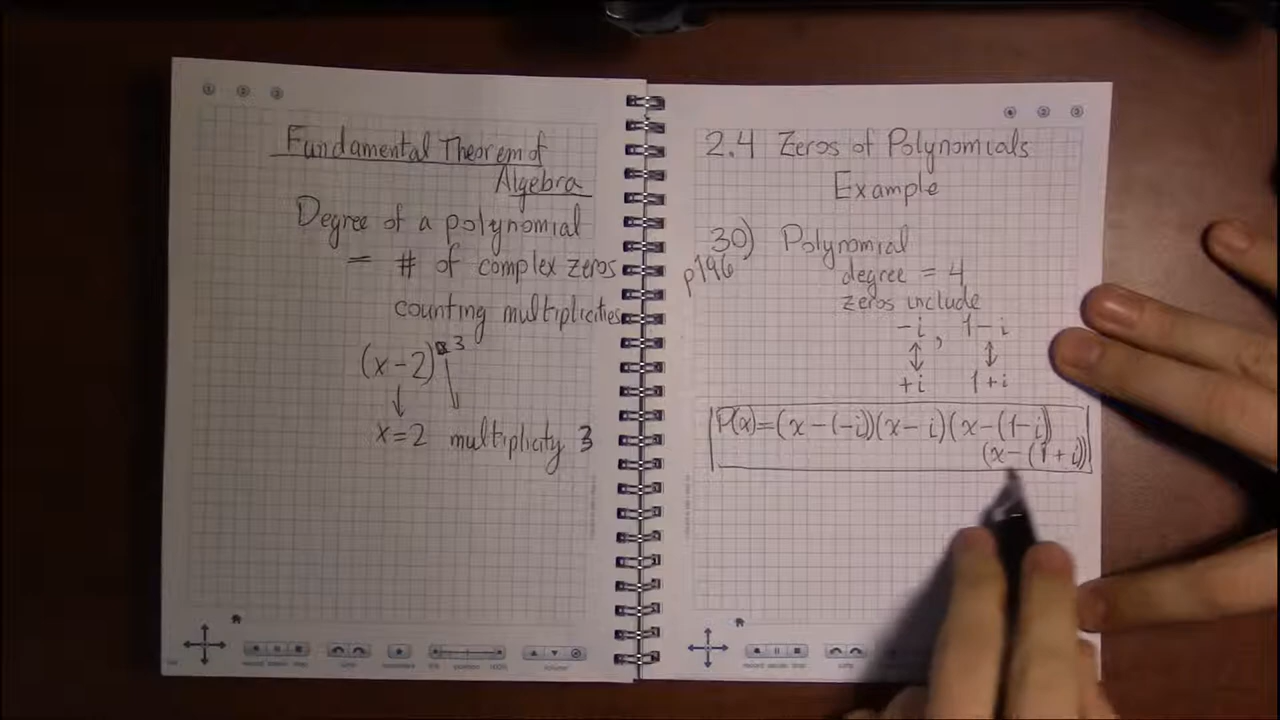 Fundamental Theorem of
Algebra
Degree of a polynomial
= # of complex zeros
counting multiplicities
(x-2)³
x=2 multiplicity 3
2.4 Zeros of Polynomials
Example
30) Polynomial
p196
degree = 4
zeros include
-i, 1-i
+i 1+i
P(x)=(x-(-i))(x-i)(x-(1-i))
(x-(1+i))